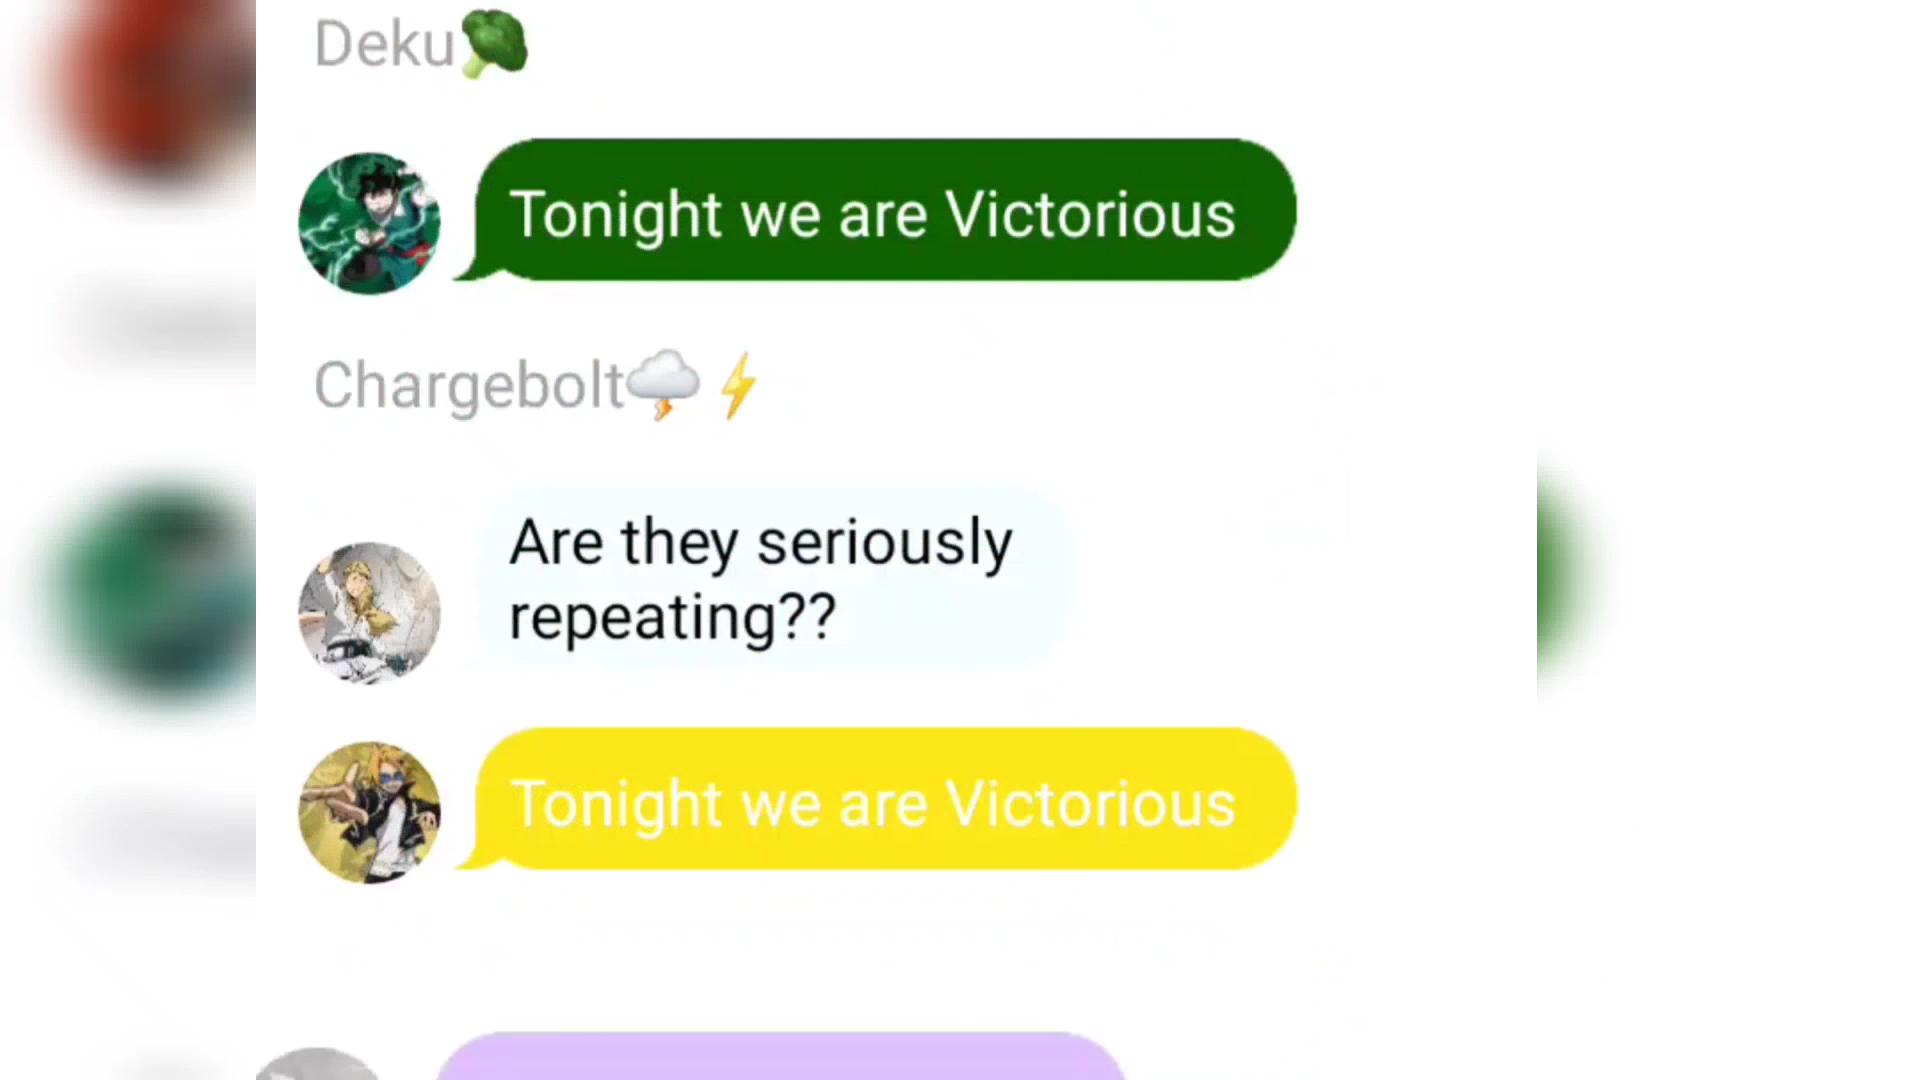 Deku🥦
Tonight we are Victorious
Chargebolt🌩️⚡
Are they seriously
repeating??
Tonight we are Victorious